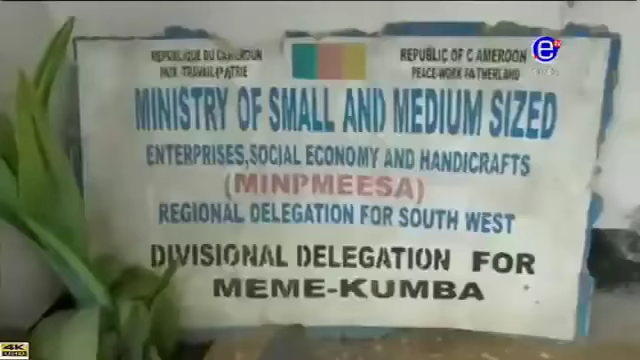 REPUBLIQUE DU CAMEROUN
PAIX-TRAVAIL-PATRIE
REPUBLIC OF CAMEROON
PEACE-WORK-FATHERLAND
MINISTRY OF SMALL AND MEDIUM SIZED
ENTERPRISES,SOCIAL ECONOMY AND HANDICRAFTS
(MINPMEESA)
REGIONAL DELEGATION FOR SOUTH WEST
DIVISIONAL DELEGATION FOR
MEME-KUMBA
4K